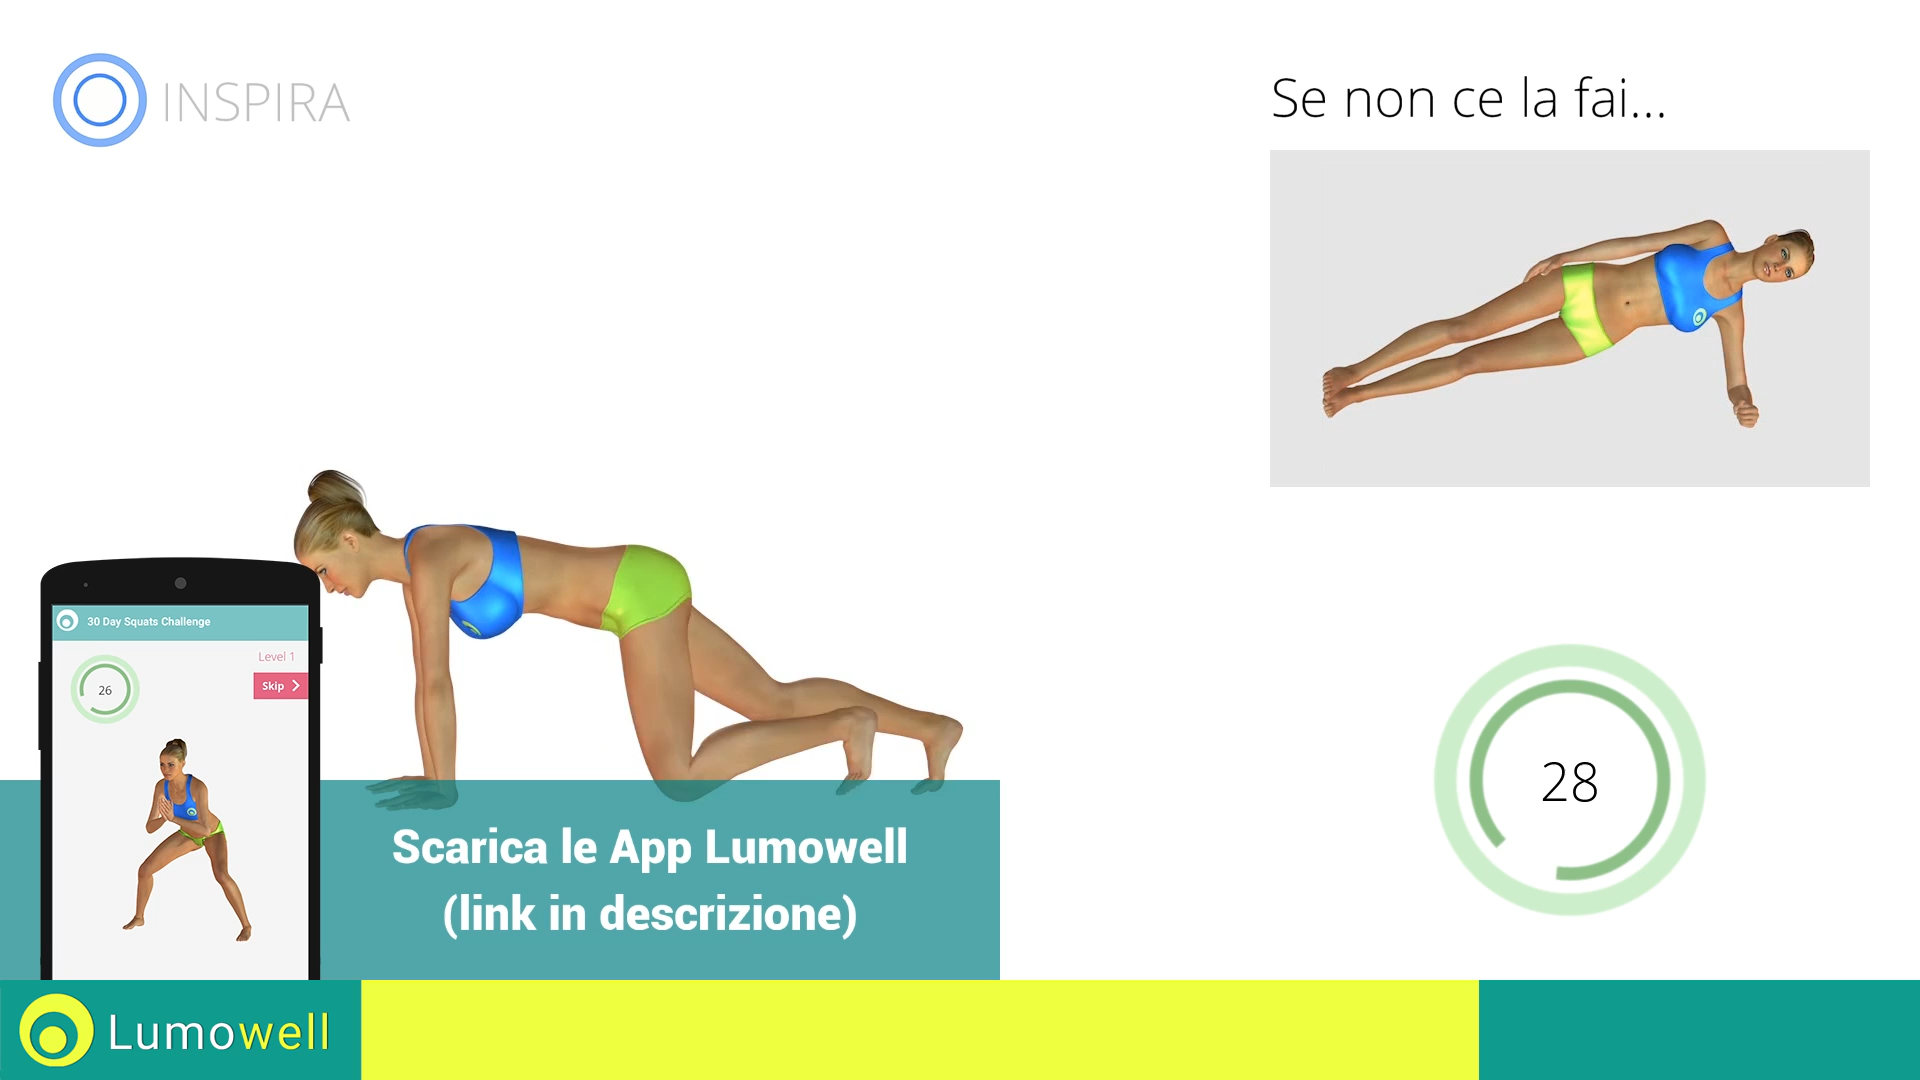 INSPIRA
Se non ce la fai...
30 Day Squats Challenge
Level 1
26
Skip
28
Scarica le App Lumowell
(link in descrizione)
Lumowell